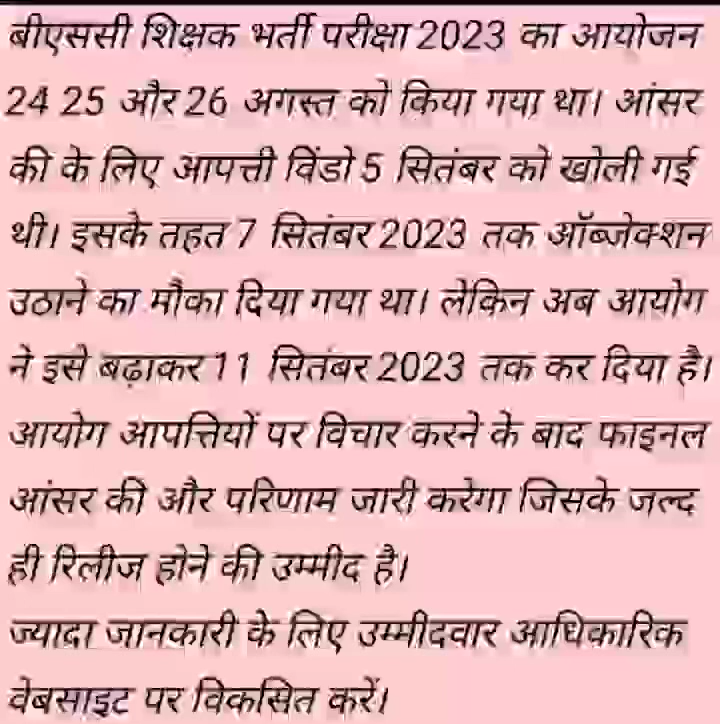 बीएससी शिक्षक भर्ती परीक्षा 2023 का आयोजन
24 25 और 26 अगस्त को किया गया था। आंसर
की के लिए आपत्ती विंडो 5 सितंबर को खोली गई
थी। इसके तहत 7 सितंबर 2023 तक ऑब्जेक्शन
उठाने का मौका दिया गया था। लेकिन अब आयोग
ने इसे बढ़ाकर 11 सितंबर 2023 तक कर दिया है।
आयोग आपत्तियों पर विचार करने के बाद फाइनल
आंसर की और परिणाम जारी करेगा जिसके जल्द
ही रिलीज होने की उम्मीद है।
ज्यादा जानकारी के लिए उम्मीदवार आधिकारिक
वेबसाइट पर विकसित करें।